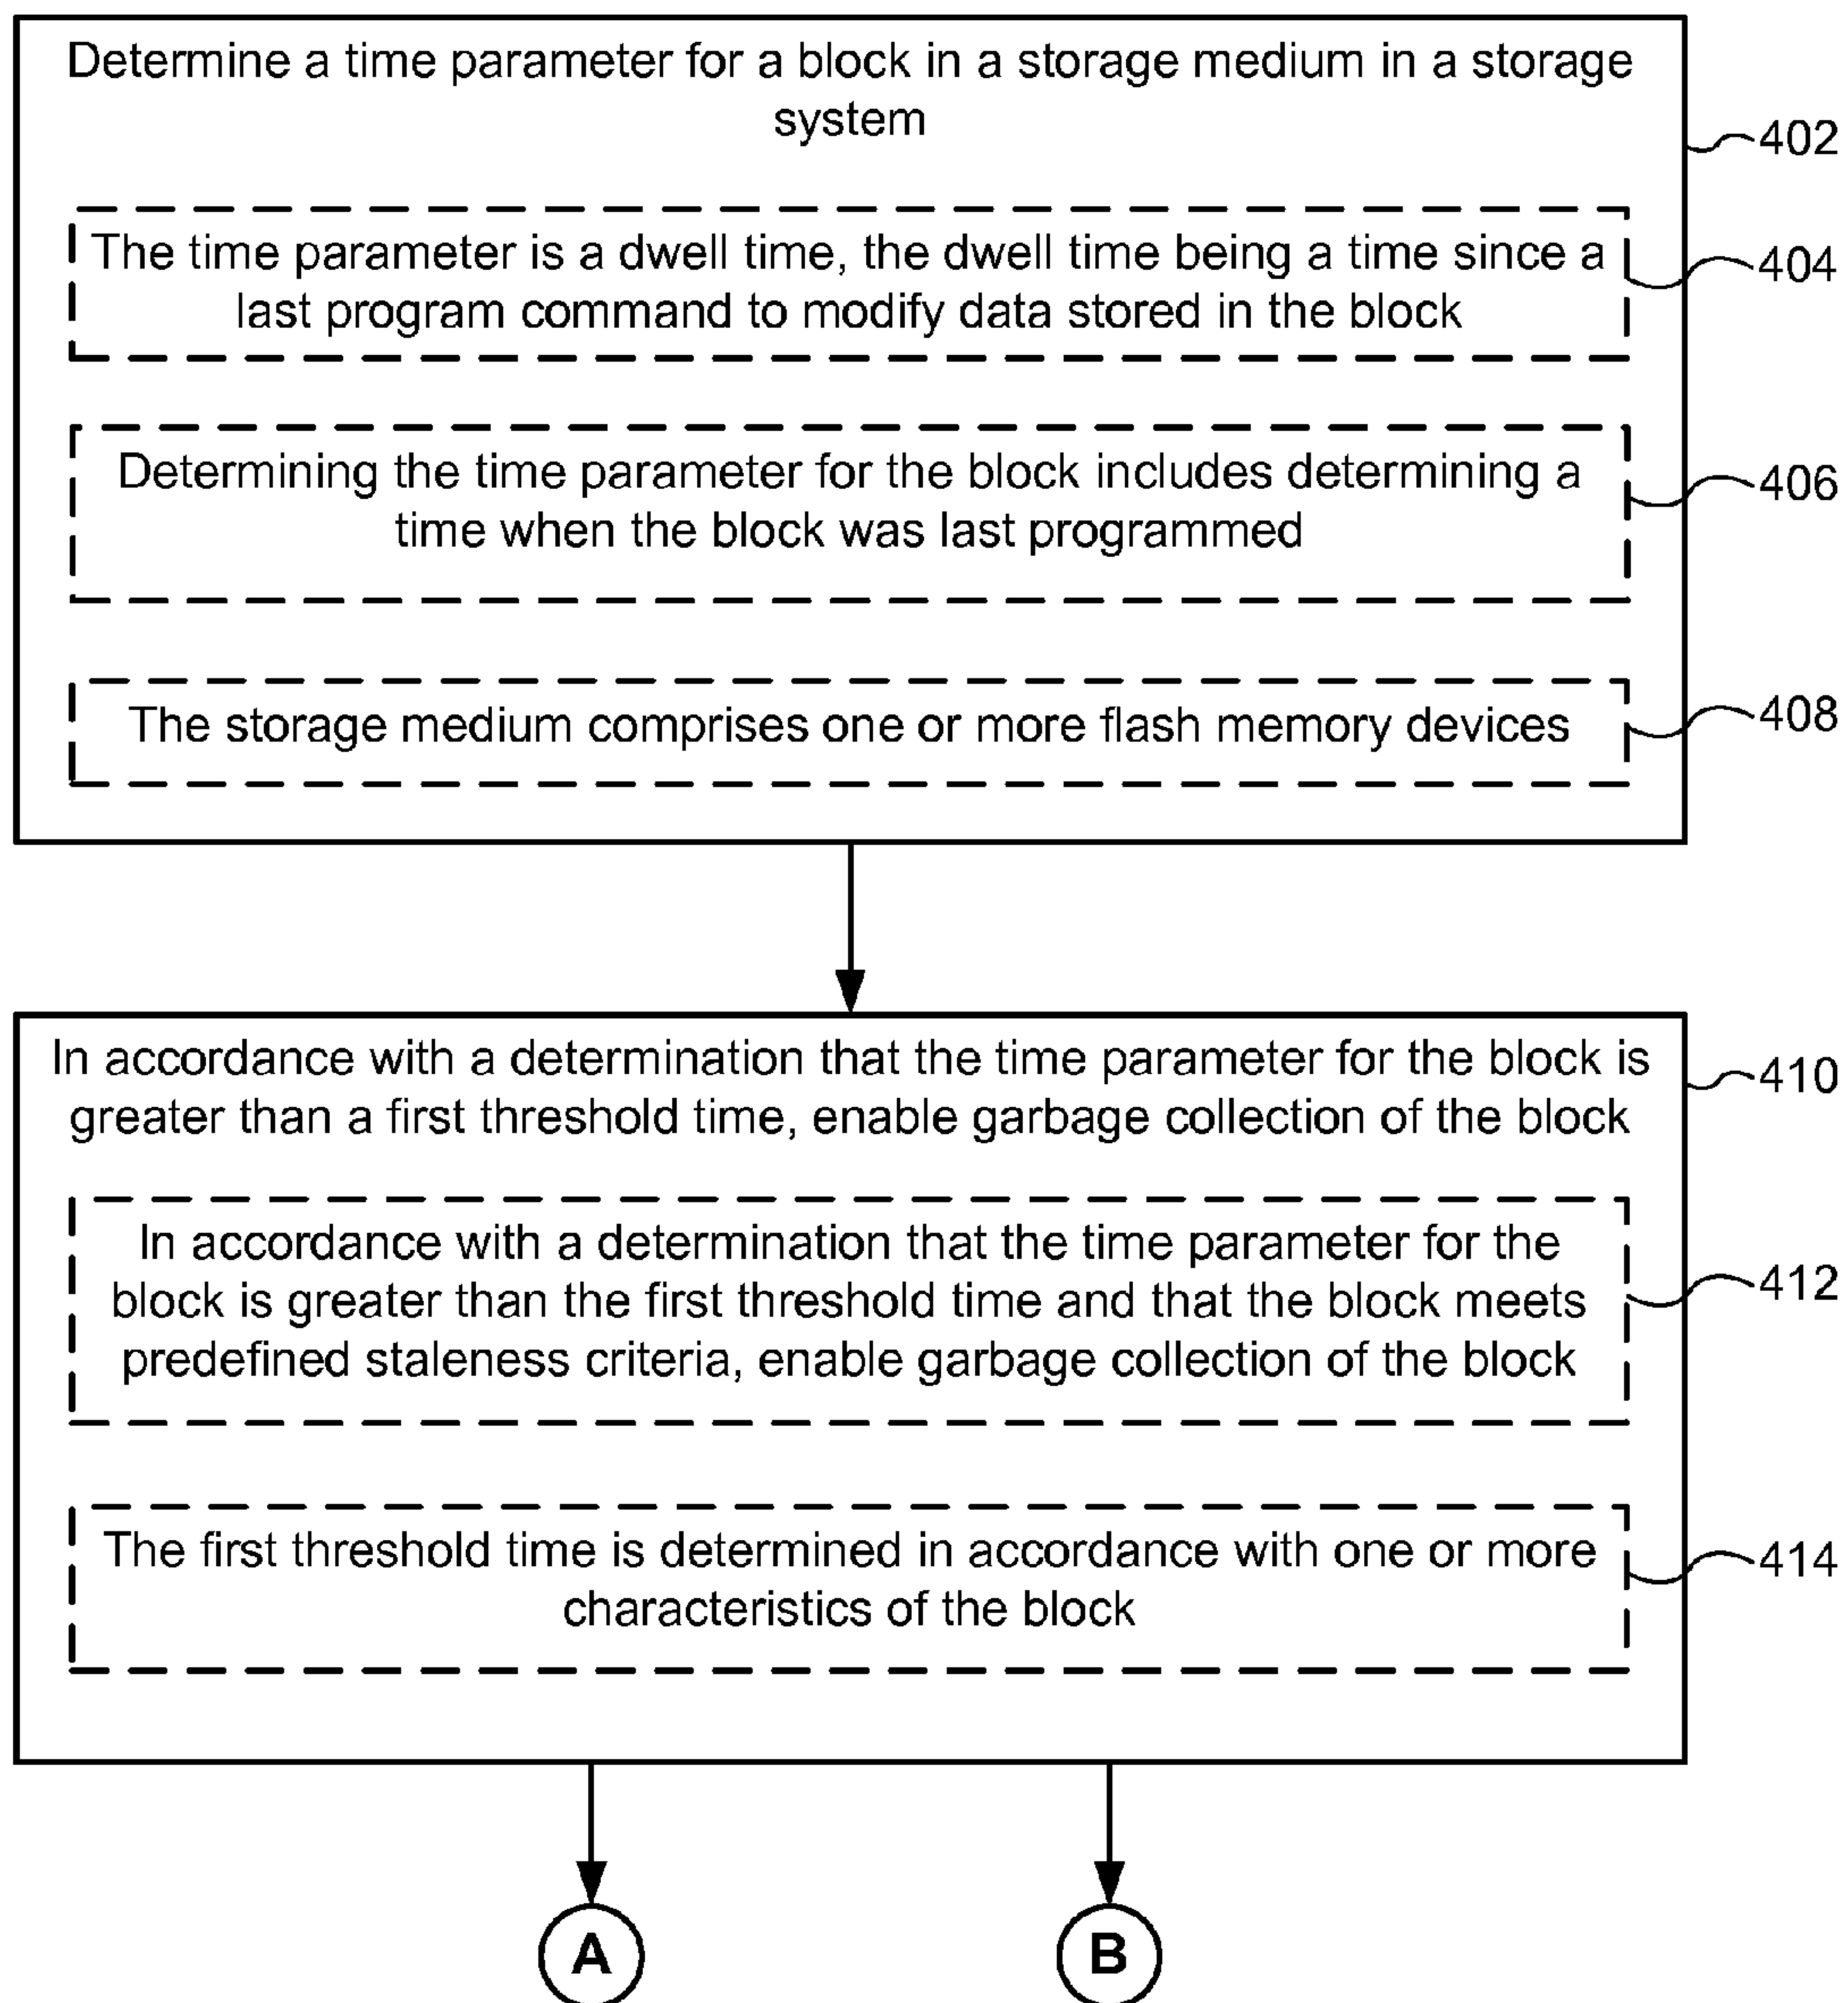 Determine a time parameter for a block in a storage medium in a storage
system
402
The time parameter is a dwell time, the dwell time being a time since a
last program command to modify data stored in the block
404
Determining the time parameter for the block includes determining a
time when the block was last programmed
406
The storage medium comprises one or more flash memory devices
408
In accordance with a determination that the time parameter for the block is
greater than a first threshold time, enable garbage collection of the block
410
In accordance with a determination that the time parameter for the
block is greater than the first threshold time and that the block meets
predefined staleness criteria, enable garbage collection of the block
412
The first threshold time is determined in accordance with one or more
characteristics of the block
414
A
B